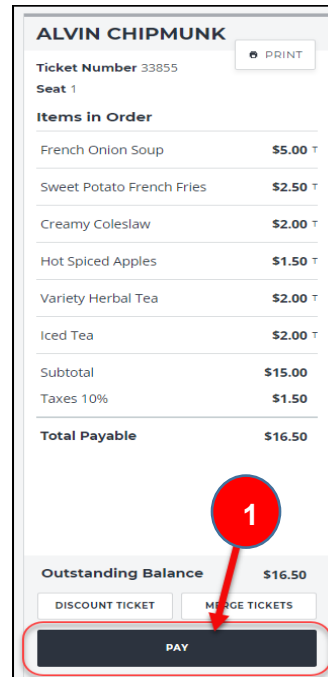 ALVIN CHIPMUNK
PRINT
Ticket Number 33855
Seat 1
Items in Order
French Onion Soup $5.00 T
Sweet Potato French Fries $2.50 T
Creamy Coleslaw $2.00 T
Hot Spiced Apples $1.50 T
Variety Herbal Tea $2.00 T
Iced Tea $2.00 T
Subtotal $15.00
Taxes 10% $1.50
Total Payable $16.50
1
Outstanding Balance $16.50
DISCOUNT TICKET MERGE TICKETS
PAY